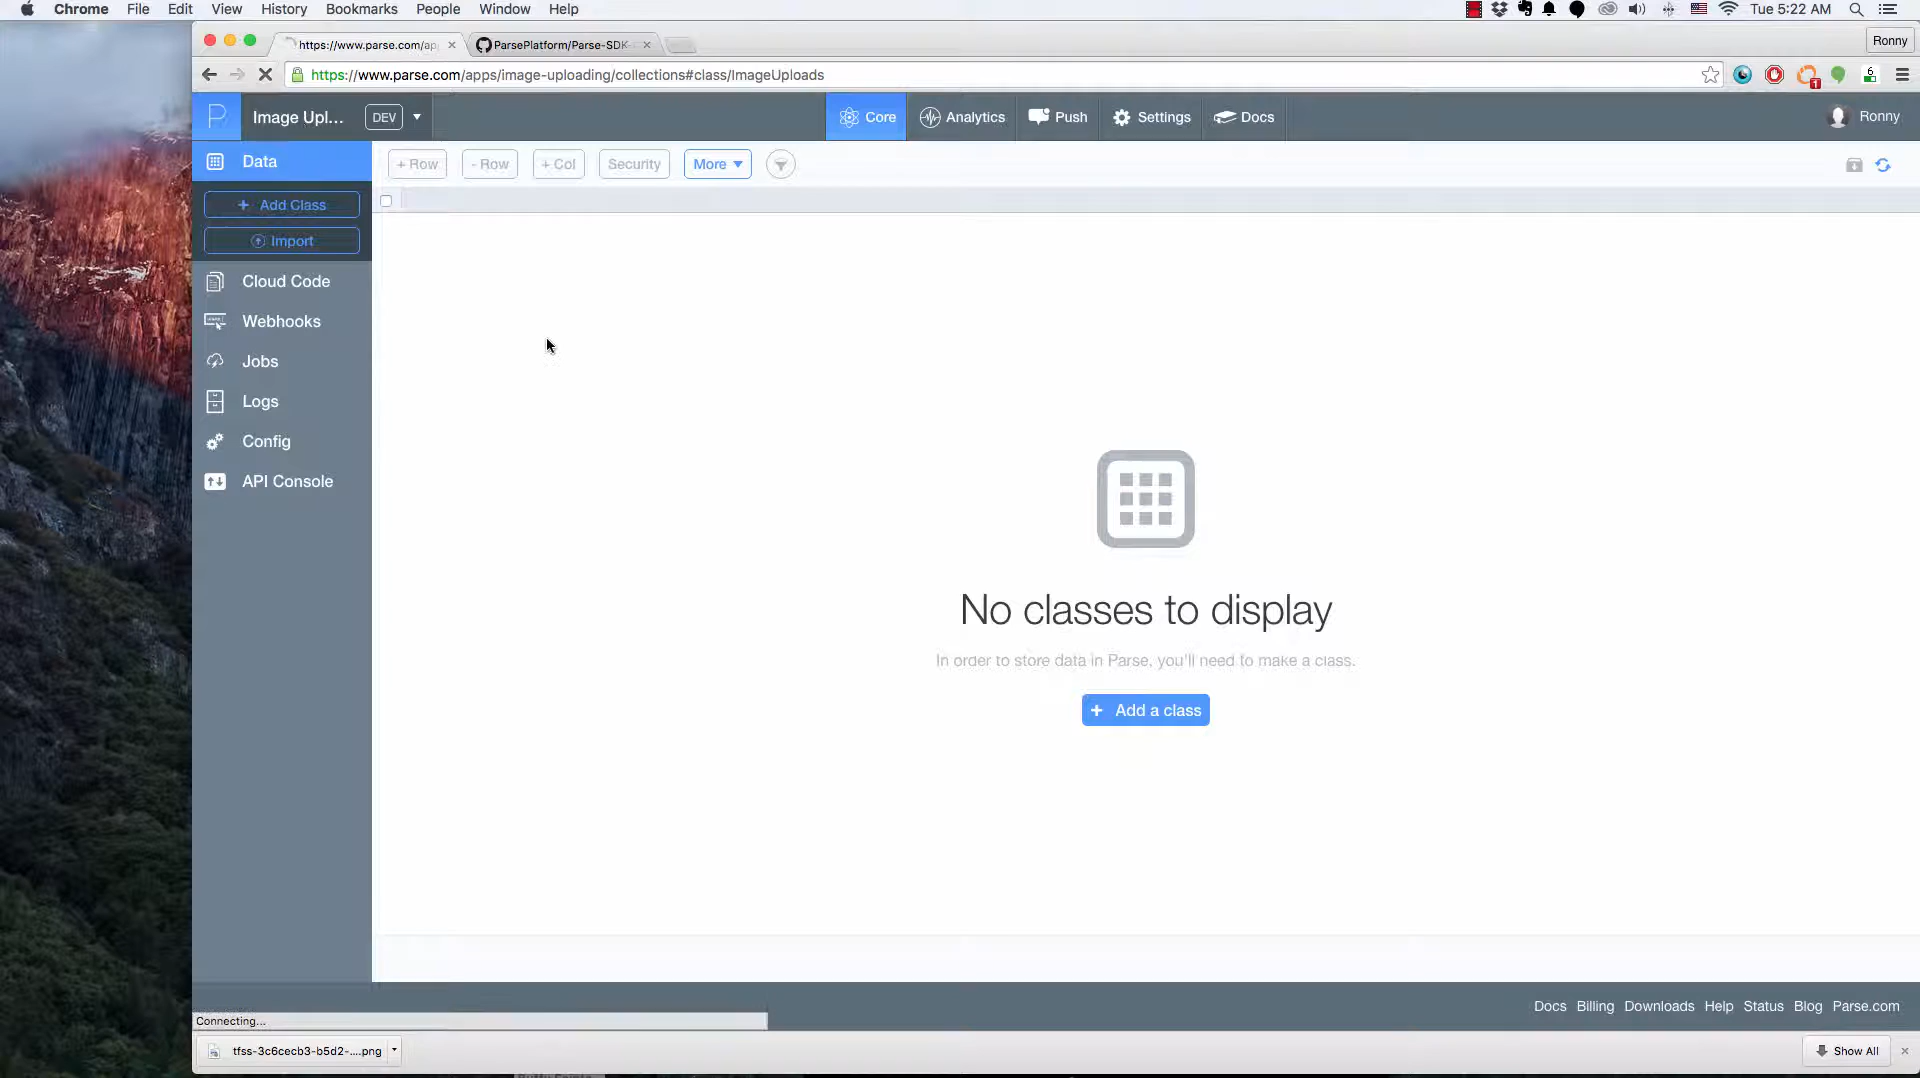 Chrome File Edit View History Bookmarks People Window Help Tue 5:22 AM
https://www.parse.com/ap ParsePlatform/Parse-SDK Ronny
https://www.parse.com/apps/image-uploading/collections#class/ImageUploads
1 6
P Image Upl... DEV Core Analytics Push Settings Docs Ronny
Data + Row - Row + Col Security More
+ Add Class
Import
Cloud Code
Webhooks
Jobs
Logs
Config
API Console
No classes to display
In order to store data in Parse, you'll need to make a class.
+ Add a class
Docs Billing Downloads Help Status Blog Parse.com
Connecting...
tfss-3c6cecb3-b5d2-....png Show All